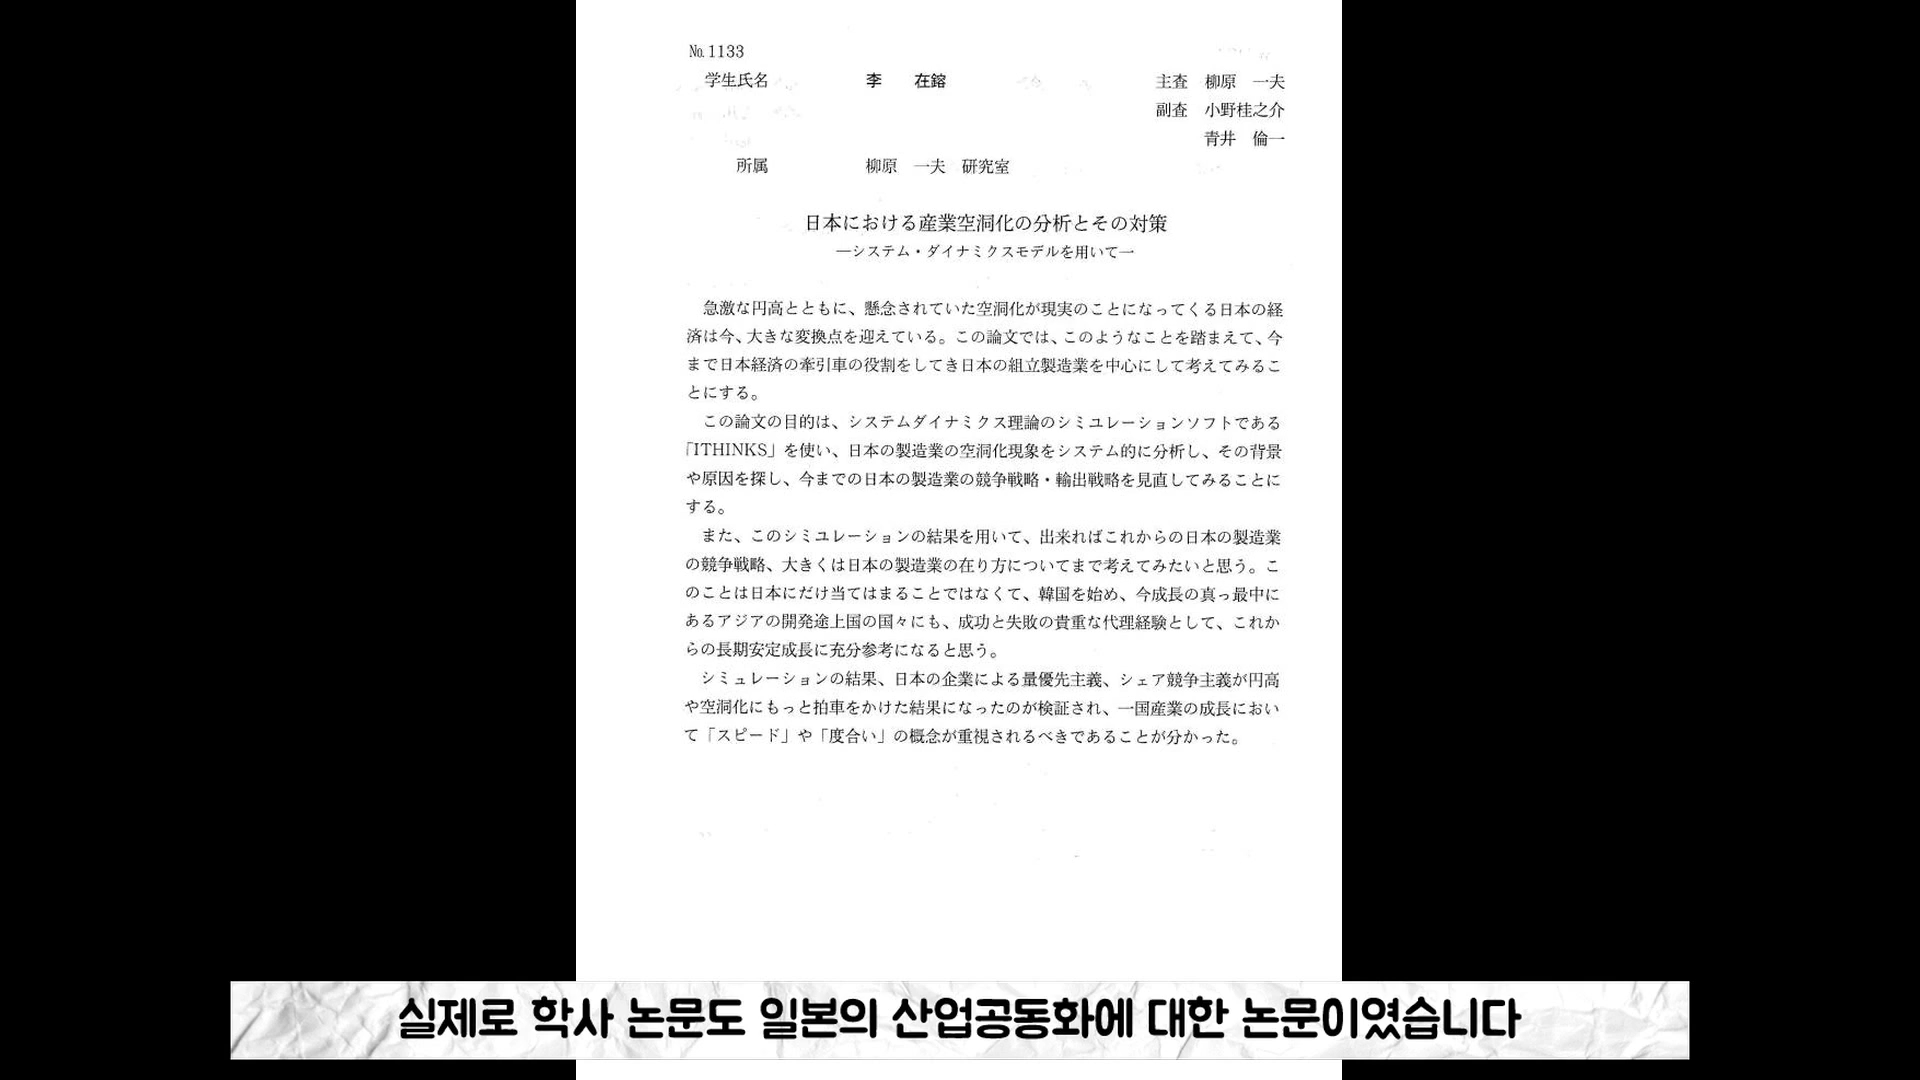 №1133
学生氏名 李 在鎔 主査 柳原 一夫
副査 小野桂之介
青井 倫一
所属 柳原 一夫 研究室
日本における産業空洞化の分析とその対策
―システム・ダイナミクスモデルを用いて―
急激な円高とともに、懸念されていた空洞化が現実のことになってくる日本の経
済は今、大きな変換点を迎えている。この論文では、このようなことを踏まえて、今
まで日本経済の牽引車の役割をしてき日本の組立製造業を中心にして考えてみるこ
とにする。
この論文の目的は、システムダイナミクス理論のシミユレーションソフトである
「ITHINKS」を使い、日本の製造業の空洞化現象をシステム的に分析し、その背景
や原因を探し、今までの日本の製造業の競争戦略・輸出戦略を見直してみることに
する。
また、このシミユレーションの結果を用いて、出来ればこれからの日本の製造業
の競争戦略、大きくは日本の製造業の在り方についてまで考えてみたいと思う。こ
のことは日本にだけ当てはまることではなくて、韓国を始め、今成長の真っ最中に
あるアジアの開発途上国の国々にも、成功と失敗の貴重な代理経験として、これか
らの長期安定成長に充分参考になると思う。
シミュレーションの結果、日本の企業による量優先主義、シェア競争主義が円高
や空洞化にもっと拍車をかけた結果になったのが検証され、一国産業の成長におい
て「スピード」や「度合い」の概念が重視されるべきであることが分かった。
실제로 학사 논문도 일본의 산업공동화에 대한 논문이였습니다